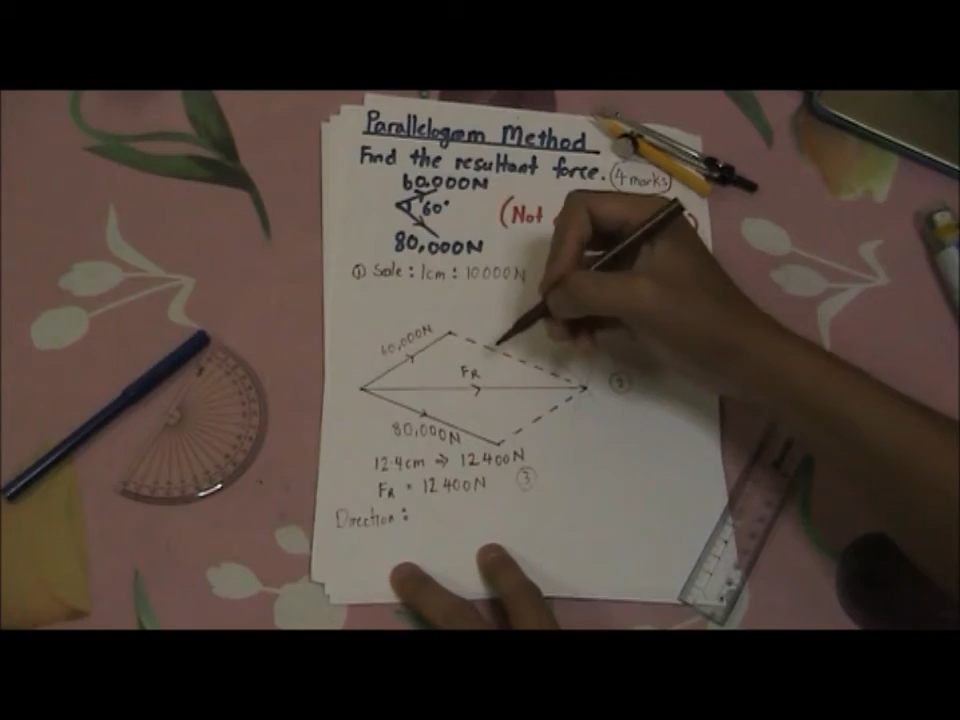 Parallelogram Method
Find the resultant force. (4 marks)
60,000N
60°
(Not
80,000N
① Sale : 1cm : 10000N
60,000N
FR
②
80,000N
12.4cm ⇒ 12400N
FR = 12400N ③
Direction :